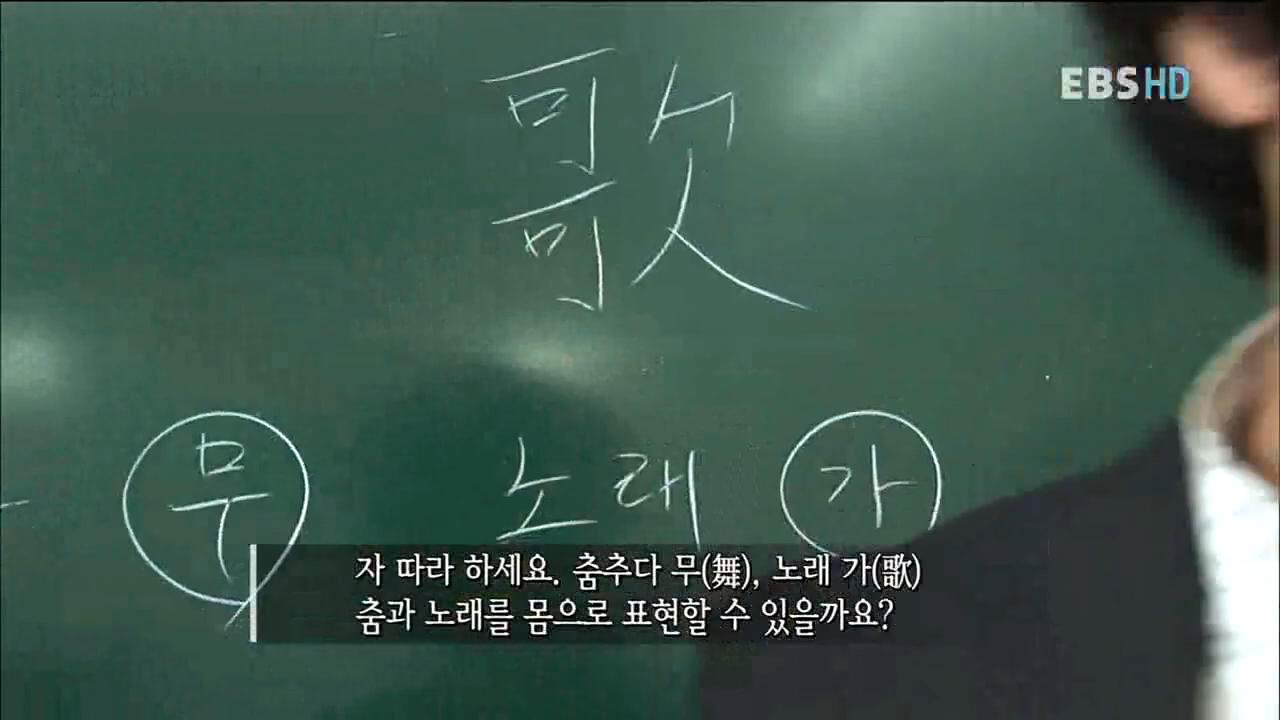 EBS HD
歌
무 노래 가
자 따라 하세요. 춤추다 무(舞), 노래 가(歌)
춤과 노래를 몸으로 표현할 수 있을까요?